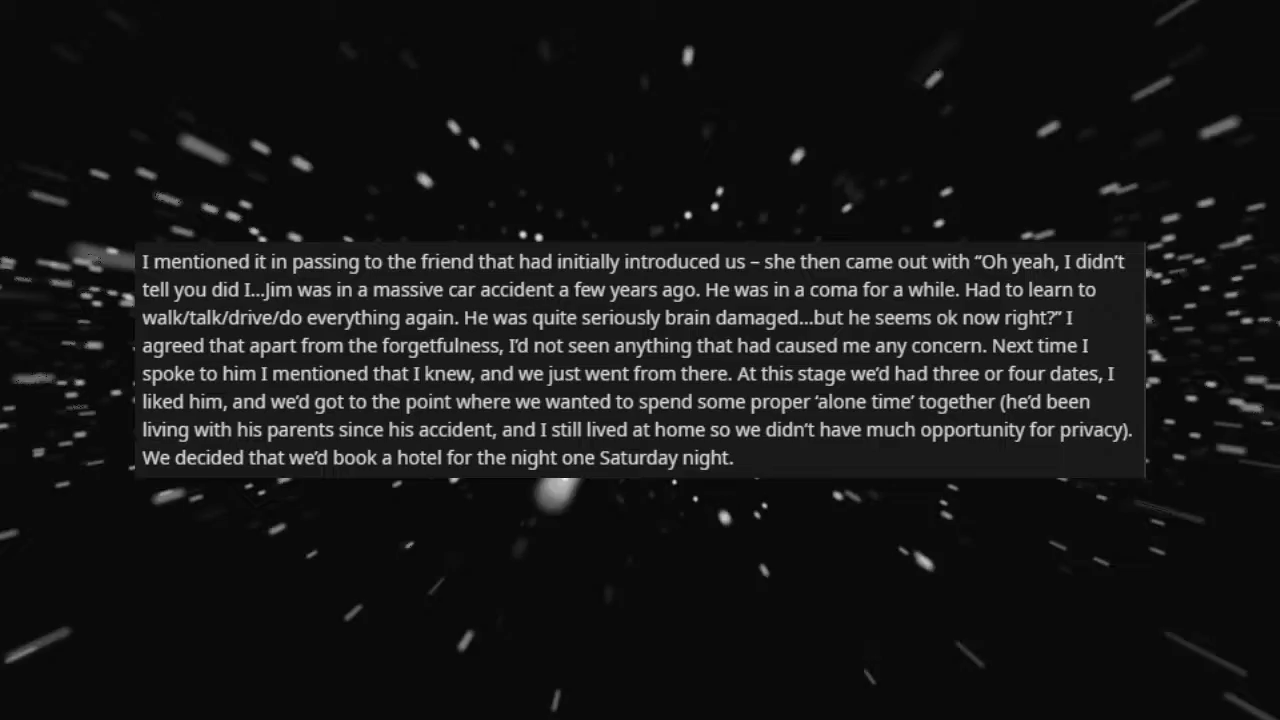 I mentioned it in passing to the friend that had initially introduced us – she then came out with “Oh yeah, I didn’t
tell you did I...Jim was in a massive car accident a few years ago. He was in a coma for a while. Had to learn to
walk/talk/drive/do everything again. He was quite seriously brain damaged...but he seems ok now right?” I
agreed that apart from the forgetfulness, I’d not seen anything that had caused me any concern. Next time I
spoke to him I mentioned that I knew, and we just went from there. At this stage we’d had three or four dates, I
liked him, and we’d got to the point where we wanted to spend some proper ‘alone time’ together (he’d been
living with his parents since his accident, and I still lived at home so we didn’t have much opportunity for privacy).
We decided that we’d book a hotel for the night one Saturday night.